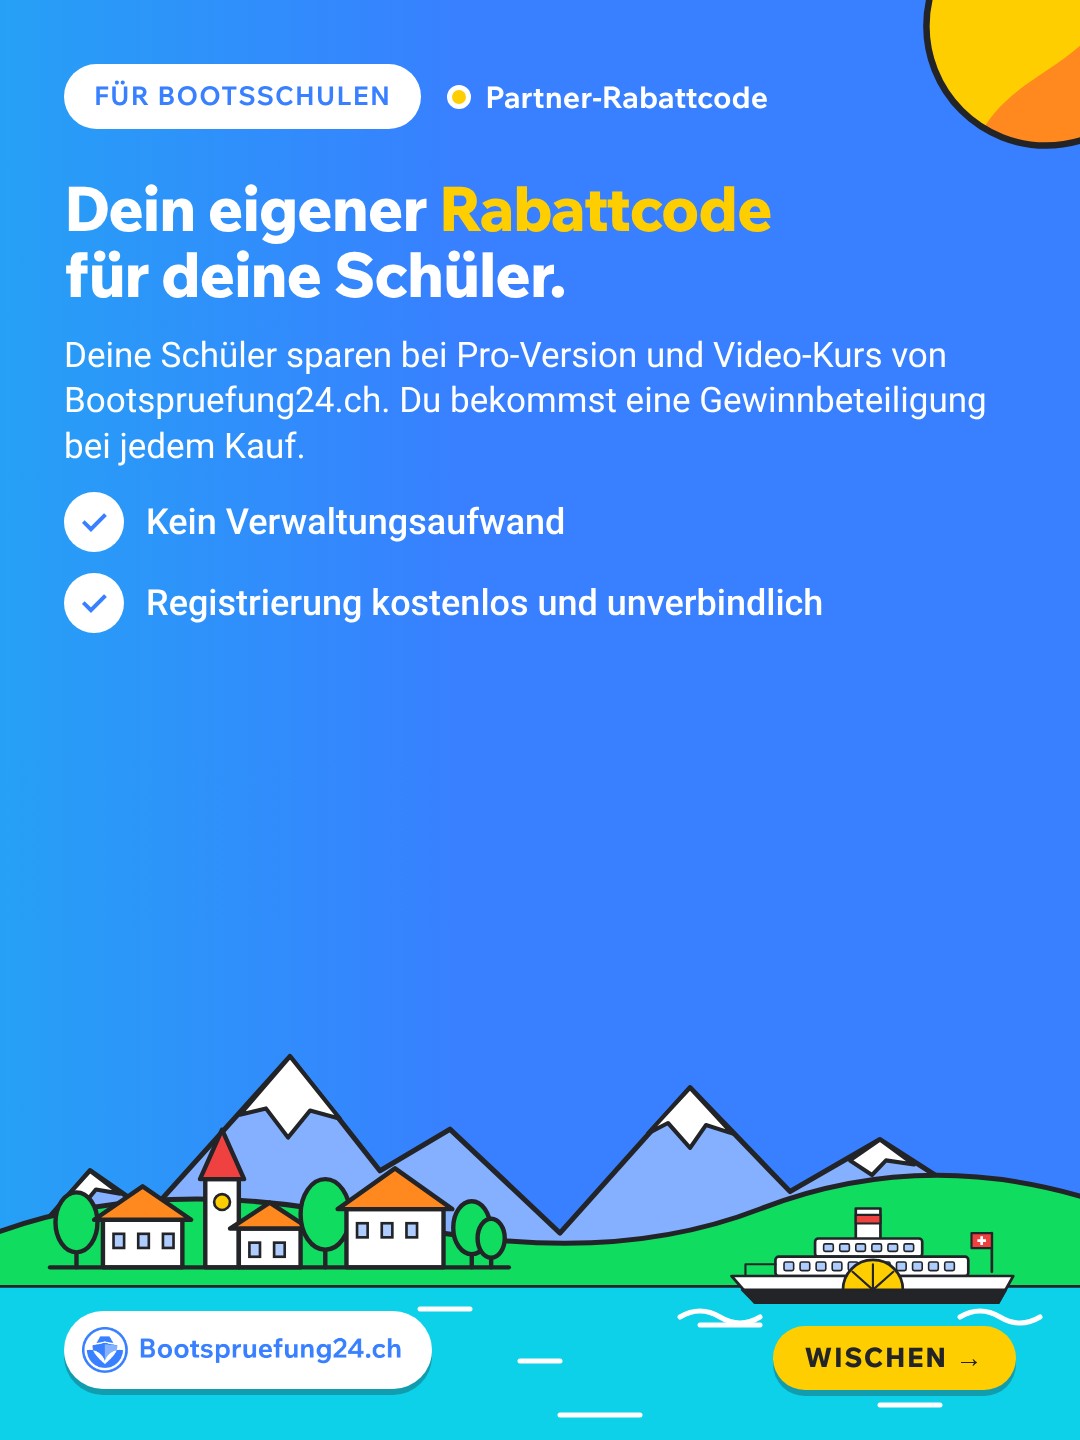 FÜR BOOTSSCHULEN
Partner-Rabattcode
Dein eigener Rabattcode
für deine Schüler.
Deine Schüler sparen bei Pro-Version und Video-Kurs von
Bootspruefung24.ch. Du bekommst eine Gewinnbeteiligung
bei jedem Kauf.
Kein Verwaltungsaufwand
Registrierung kostenlos und unverbindlich
Bootspruefung24.ch
WISCHEN →